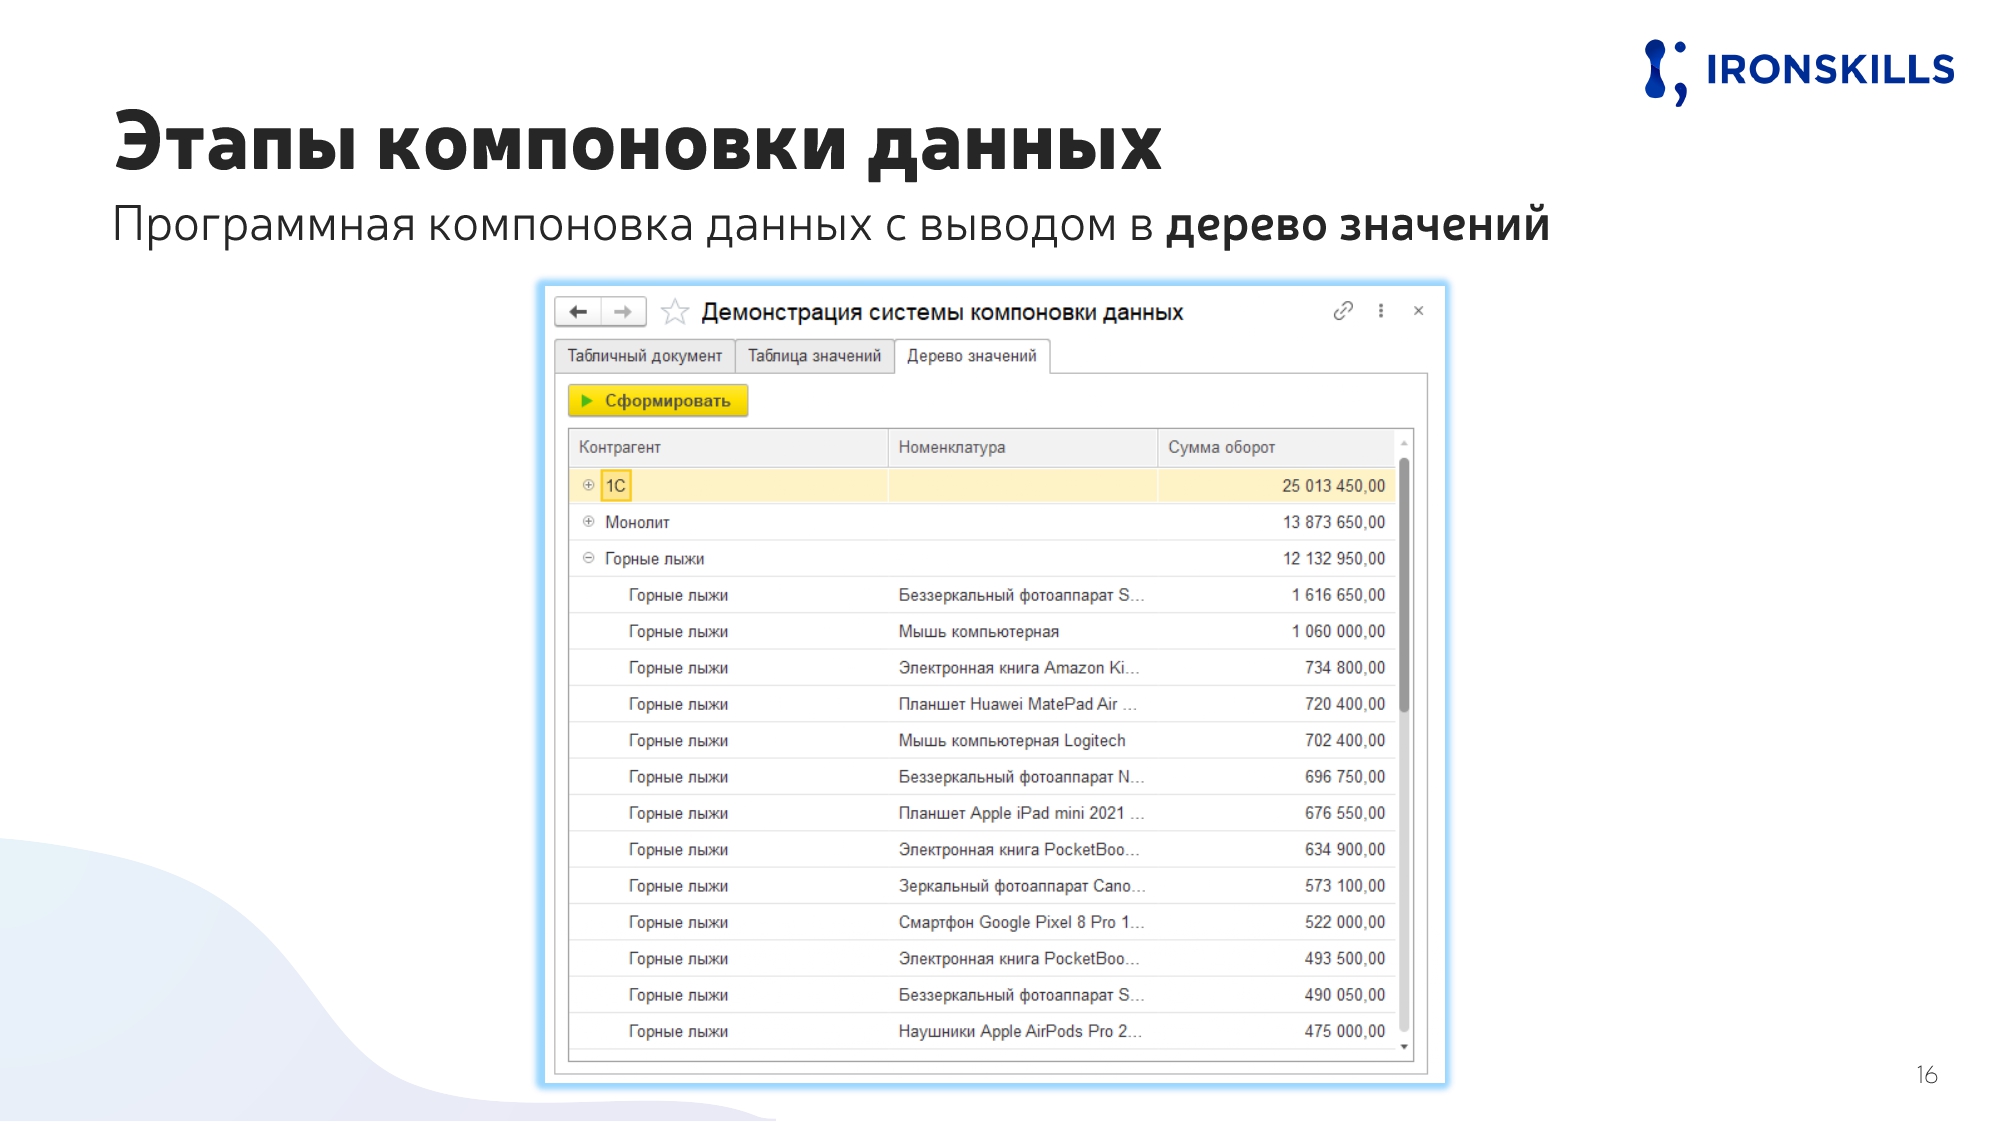 IRONSKILLS
Этапы компоновки данных
Программная компоновка данных с выводом в дерево значений
Демонстрация системы компоновки данных
Табличный документ Таблица значений Дерево значений
Сформировать
Контрагент Номенклатура Сумма оборот
1С 25 013 450,00
Монолит 13 873 650,00
Горные лыжи 12 132 950,00
Горные лыжи Беззеркальный фотоаппарат S... 1 616 650,00
Горные лыжи Мышь компьютерная 1 060 000,00
Горные лыжи Электронная книга Amazon Ki... 734 800,00
Горные лыжи Планшет Huawei MatePad Air ... 720 400,00
Горные лыжи Мышь компьютерная Logitech 702 400,00
Горные лыжи Беззеркальный фотоаппарат N... 696 750,00
Горные лыжи Планшет Apple iPad mini 2021 ... 676 550,00
Горные лыжи Электронная книга PocketBoo... 634 900,00
Горные лыжи Зеркальный фотоаппарат Cano... 573 100,00
Горные лыжи Смартфон Google Pixel 8 Pro 1... 522 000,00
Горные лыжи Электронная книга PocketBoo... 493 500,00
Горные лыжи Беззеркальный фотоаппарат S... 490 050,00
Горные лыжи Наушники Apple AirPods Pro 2... 475 000,00
16